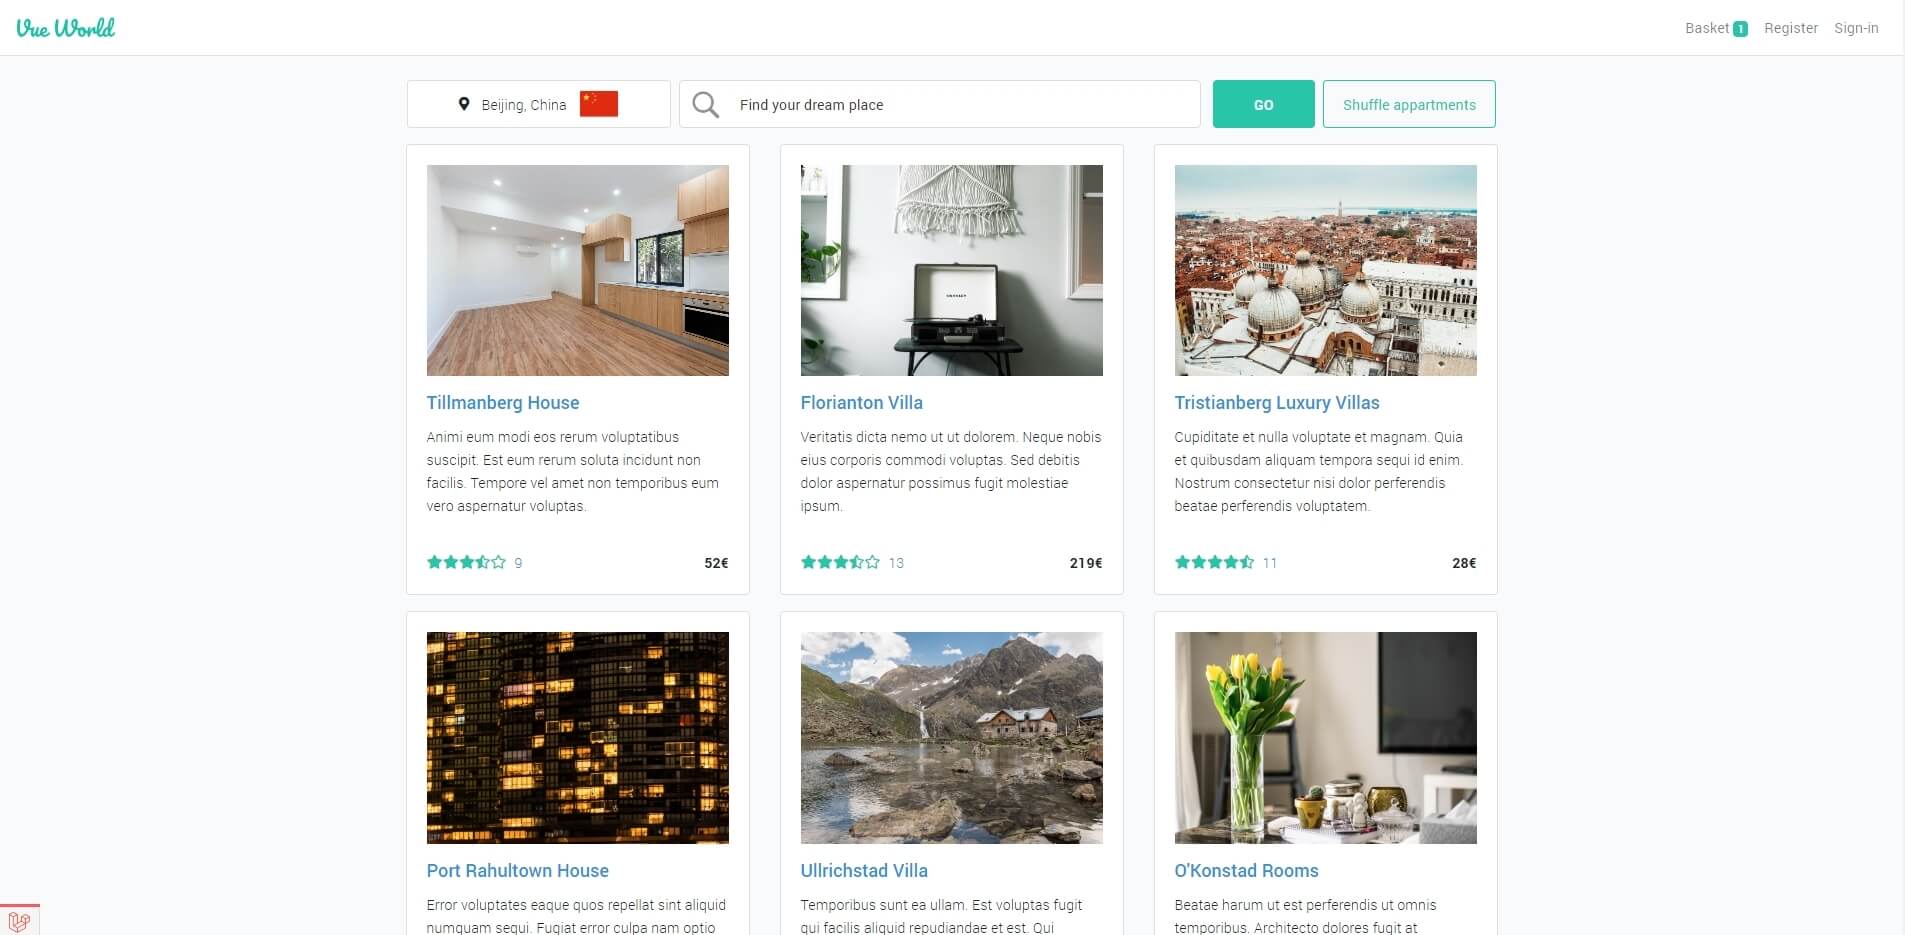 Vue World
Basket 1 Register Sign-in
Beijing, China
Find your dream place
GO
Shuffle appartments
Tillmanberg House
Animi eum modi eos rerum voluptatibus
suscipit. Est eum rerum soluta incidunt non
facilis. Tempore vel amet non temporibus eum
vero aspernatur voluptas.
9 52€
Florianton Villa
Veritatis dicta nemo ut ut dolorem. Neque nobis
eius corporis commodi voluptas. Sed debitis
dolor aspernatur possimus fugit molestiae
ipsum.
13 219€
Tristianberg Luxury Villas
Cupiditate et nulla voluptate et magnam. Quia
et quibusdam aliquam tempora sequi id enim.
Nostrum consectetur nisi dolor perferendis
beatae perferendis voluptatem.
11 28€
Port Rahultown House
Error voluptates eaque quos repellat sint aliquid
numquam sequi. Fugiat error culpa nam optio
Ullrichstad Villa
Temporibus sunt ea ullam. Est voluptas fugit
qui facilis aliquid repudiandae et est. Qui
O'Konstad Rooms
Beatae harum ut est perferendis ut omnis
temporibus. Architecto dolores fugit at